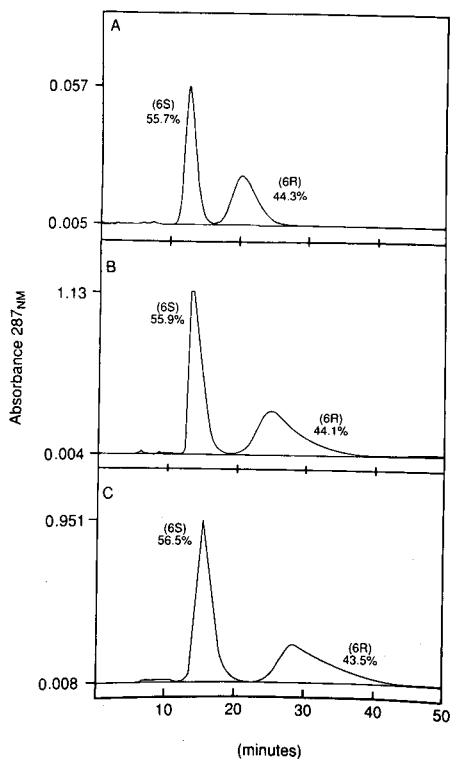 A
0.057
(6S)
55.7%
(6R)
44.3%
0.005
B
1.13
(6S)
55.9%
(6R)
44.1%
0.004
C
0.951
(6S)
56.5%
(6R)
43.5%
0.008
0 10 20 30 40 50
(minutes)
Absorbance 287NM